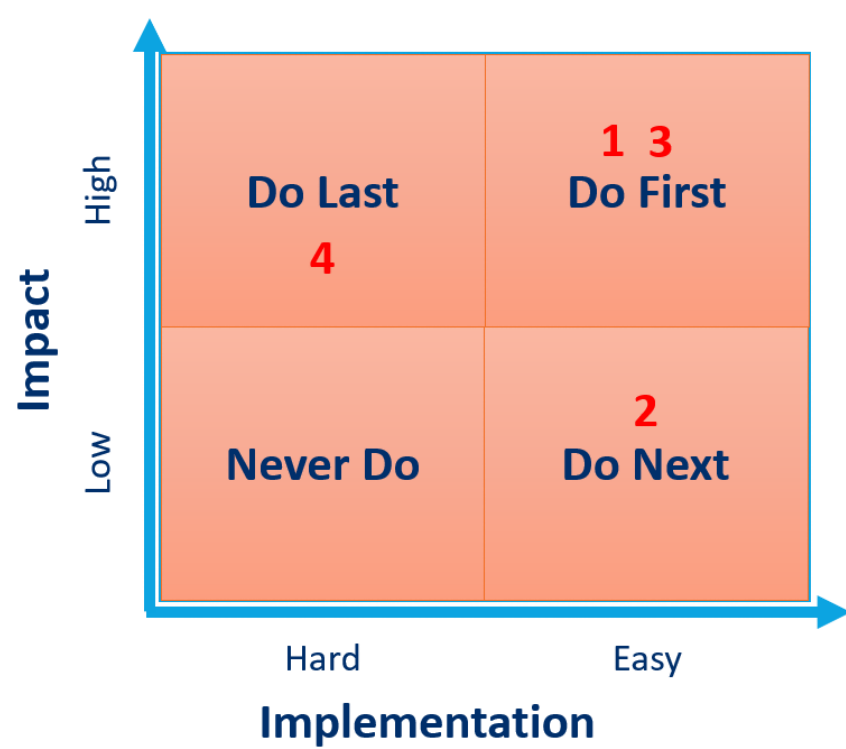 High
1 3
Do Last
Do First
4
Impact
2
Low
Never Do
Do Next
Hard
Easy
Implementation